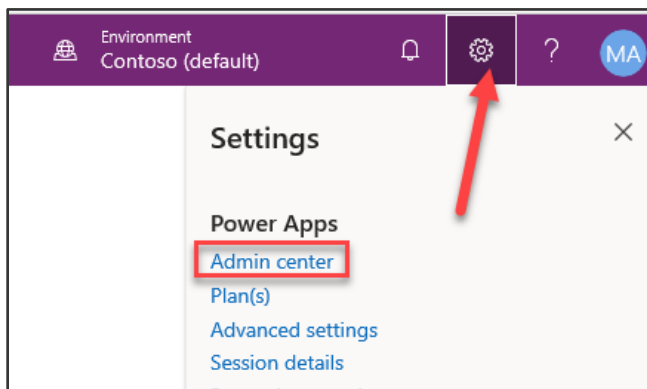 Environment
Contoso (default)
?
MA
Settings
Power Apps
Admin center
Plan(s)
Advanced settings
Session details